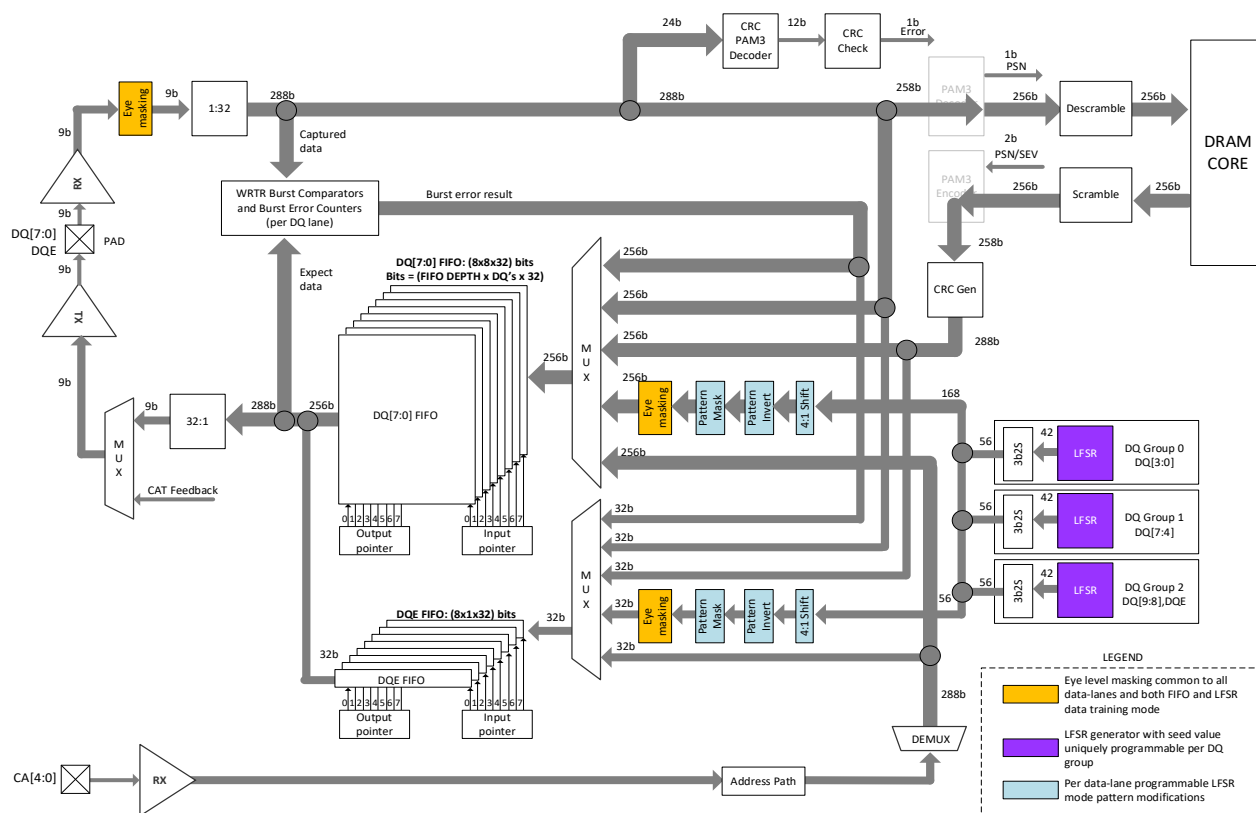 24b
CRC
PAM3
Decoder
12b
CRC
Check
1b
Error
1b
PSN
9b
Eye
masking
9b
1:32
288b
288b
258b
PAM3
256b
Descramble
256b
DRAM
CORE
Captured
data
2b
PSN/SEV
RX
WRTR Burst Comparators
and Burst Error Counters
(per DQ lane)
Burst error result
PAM3
Encoder
256b
Scramble
256b
9b
DQ[7:0]
DQE
PAD
9b
258b
Expect
data
DQ[7:0] FIFO: (8x8x32) bits
Bits = (FIFO DEPTH x DQ's x 32)
256b
256b
CRC Gen
TX
MUX
256b
288b
256b
256b
9b
Eye
masking
Pattern
Mask
Pattern
Invert
4:1 Shift
168
9b
32:1
288b
256b
DQ[7:0] FIFO
56
3b2S
42
LFSR
DQ Group 0
DQ[3:0]
MUX
256b
CAT Feedback
56
3b2S
42
LFSR
DQ Group 1
DQ[7:4]
0 1 2 3 4 5 6 7
0 1 2 3 4 5 6 7
Output
pointer
Input
pointer
32b
32b
MUX
32b
56
3b2S
42
LFSR
DQ Group 2
DQ[9:8],DQE
DQE FIFO: (8x1x32) bits
32b
32b
Eye
masking
Pattern
Mask
Pattern
Invert
4:1 Shift
56
32b
32b
DQE FIFO
0 1 2 3 4 5 6 7
0 1 2 3 4 5 6 7
Output
pointer
Input
pointer
288b
DEMUX
CA[4:0]
RX
Address Path
LEGEND
Eye level masking common to all
data-lanes and both FIFO and LFSR
data training mode
LFSR generator with seed value
uniquely programmable per DQ
group
Per data-lane programmable LFSR
mode pattern modifications